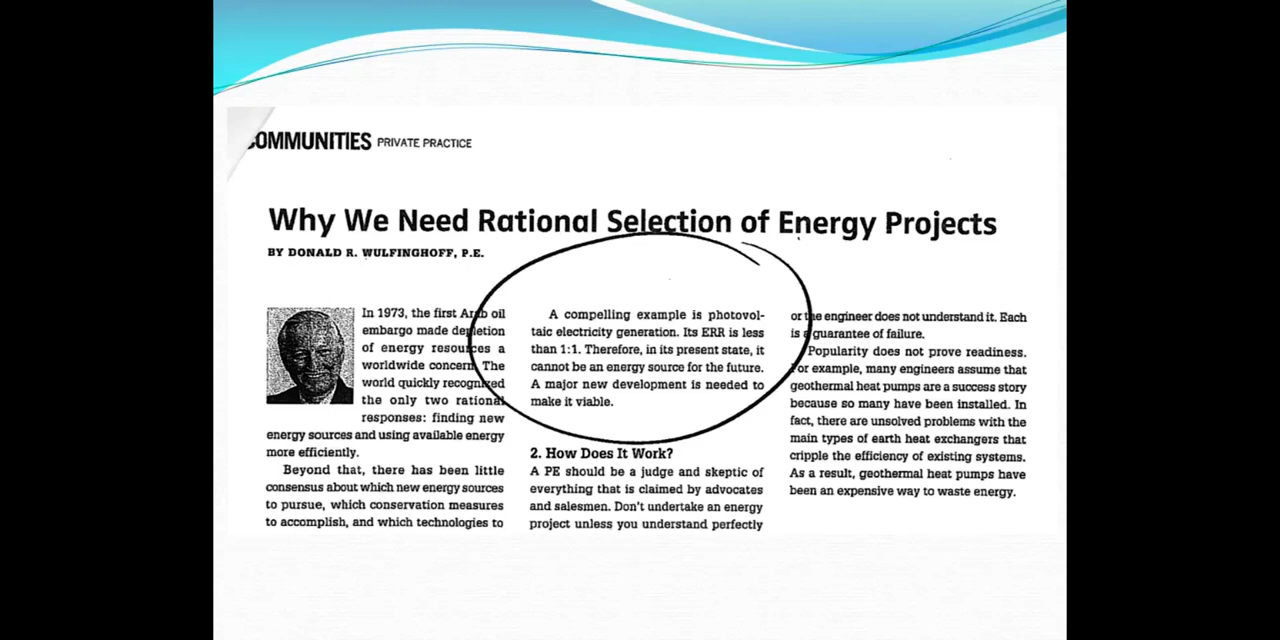 COMMUNITIES PRIVATE PRACTICE
Why We Need Rational Selection of Energy Projects
BY DONALD R. WULFINGHOFF, P.E.
In 1973, the first Arab oil
embargo made depletion
of energy resources a
worldwide concern. The
world quickly recognized
the only two rational
responses: finding new
energy sources and using available energy
more efficiently.
Beyond that, there has been little
consensus about which new energy sources
to pursue, which conservation measures
to accomplish, and which technologies to
A compelling example is photovol-
taic electricity generation. Its ERR is less
than 1:1. Therefore, in its present state, it
cannot be an energy source for the future.
A major new development is needed to
make it viable.
2. How Does It Work?
A PE should be a judge and skeptic of
everything that is claimed by advocates
and salesmen. Don't undertake an energy
project unless you understand perfectly
or the engineer does not understand it. Each
is a guarantee of failure.
Popularity does not prove readiness.
For example, many engineers assume that
geothermal heat pumps are a success story
because so many have been installed. In
fact, there are unsolved problems with the
main types of earth heat exchangers that
cripple the efficiency of existing systems.
As a result, geothermal heat pumps have
been an expensive way to waste energy.